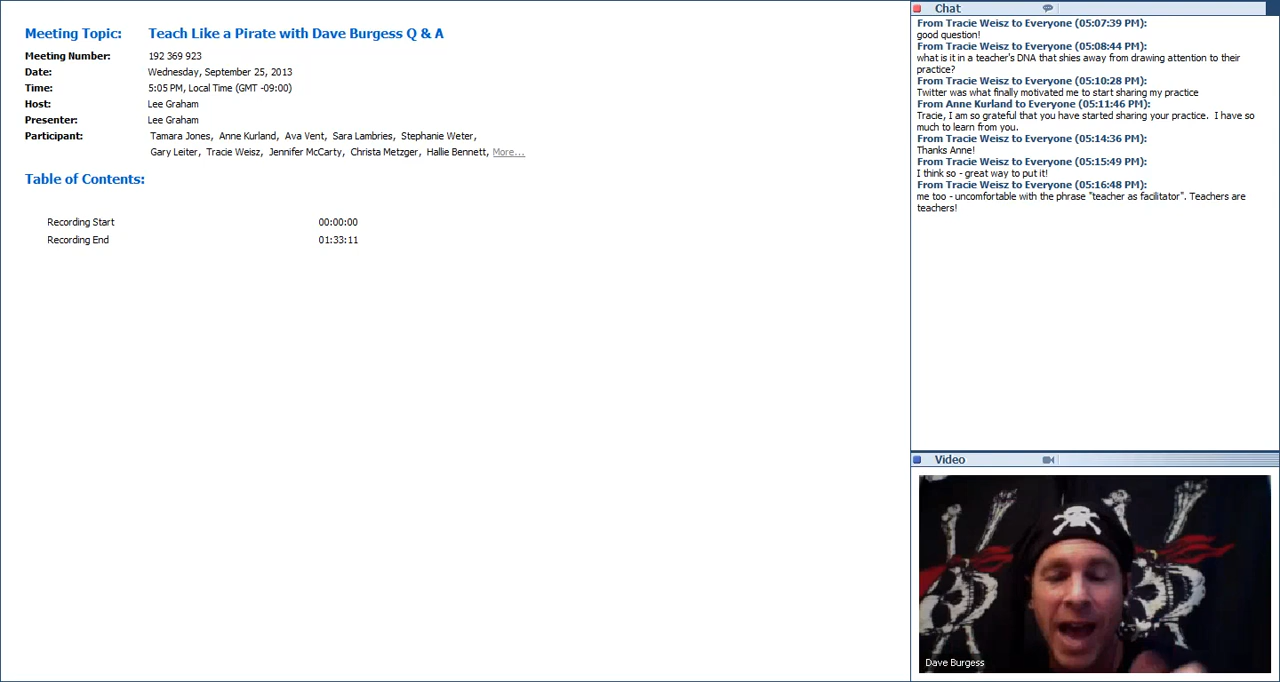 Meeting Topic: Teach Like a Pirate with Dave Burgess Q & A
Meeting Number: 192 369 923
Date: Wednesday, September 25, 2013
Time: 5:05 PM, Local Time (GMT -09:00)
Host: Lee Graham
Presenter: Lee Graham
Participant: Tamara Jones, Anne Kurland, Ava Vent, Sara Lambries, Stephanie Weter,
Gary Leiter, Tracie Weisz, Jennifer McCarty, Christa Metzger, Hallie Bennett, More...
Table of Contents:
Recording Start 00:00:00
Recording End 01:33:11
Chat
From Tracie Weisz to Everyone (05:07:39 PM):
good question!
From Tracie Weisz to Everyone (05:08:44 PM):
what is it in a teacher's DNA that shies away from drawing attention to their
practice?
From Tracie Weisz to Everyone (05:10:28 PM):
Twitter was what finally motivated me to start sharing my practice
From Anne Kurland to Everyone (05:11:46 PM):
Tracie, I am so grateful that you have started sharing your practice.  I have so
much to learn from you.
From Tracie Weisz to Everyone (05:14:36 PM):
Thanks Anne!
From Tracie Weisz to Everyone (05:15:49 PM):
I think so - great way to put it!
From Tracie Weisz to Everyone (05:16:48 PM):
me too - uncomfortable with the phrase "teacher as facilitator". Teachers are
teachers!
Video
Dave Burgess